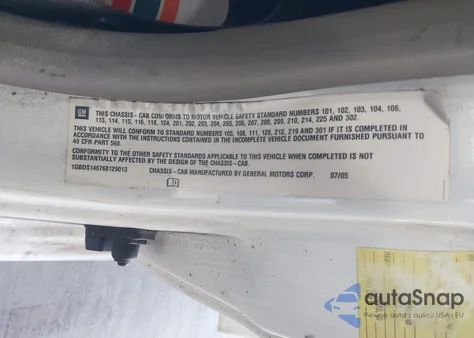 GM
THIS CHASSIS - CAB CONFORMS TO MOTOR VEHICLE SAFETY STANDARD NUMBERS 101, 102, 103, 104, 106,
113, 114, 115, 116, 118, 124, 201, 202, 203, 204, 205, 206, 207, 208, 209, 210, 214, 225 AND 302.
THIS VEHICLE WILL CONFORM TO STANDARD NUMBERS 105, 108, 111, 120, 212, 219 AND 301 IF IT IS COMPLETED IN
ACCORDANCE WITH THE INSTRUCTIONS CONTAINED IN THE INCOMPLETE VEHICLE DOCUMENT FURNISHED PURSUANT TO
49 CFR PART 568.
CONFORMITY TO THE OTHER SAFETY STANDARDS APPLICABLE TO THIS VEHICLE WHEN COMPLETED IS NOT
SUBSTANTIALLY AFFECTED BY THE DESIGN OF THE CHASSIS - CAB.
CHASSIS - CAB MANUFACTURED BY GENERAL MOTORS CORP. 07/05
autoSnap
Pewne auta z aukcji USA - EU